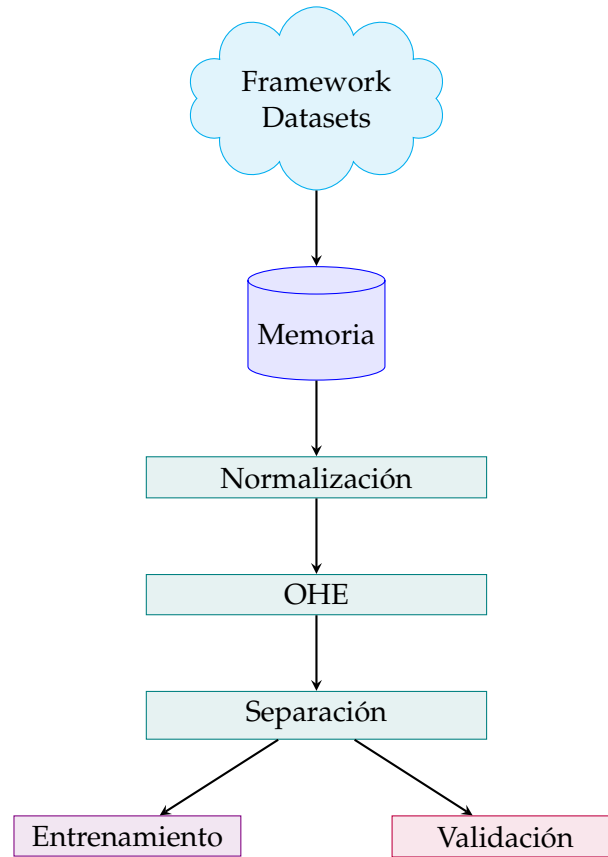 Framework
Datasets
Memoria
Normalización
OHE
Separación
Entrenamiento
Validación